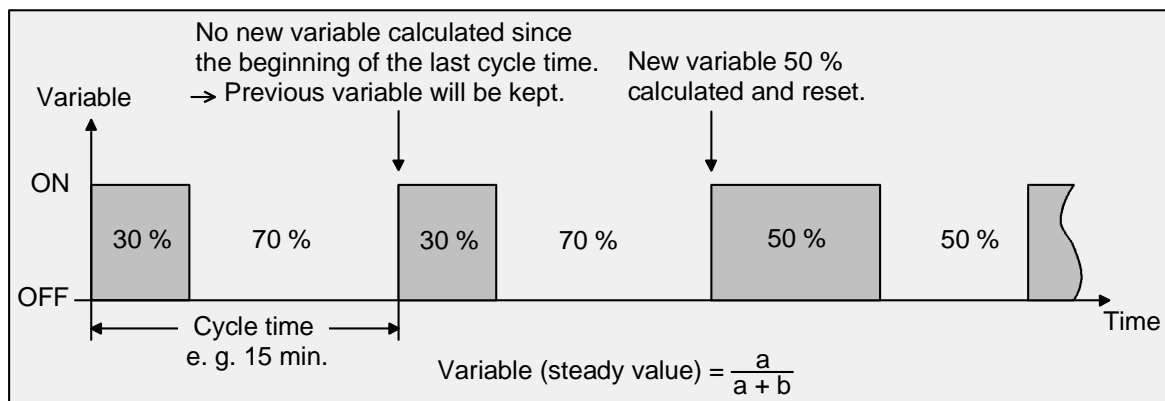 No new variable calculated since
the beginning of the last cycle time.
→ Previous variable will be kept.
New variable 50 %
calculated and reset.
Variable
ON
30 %
70 %
30 %
70 %
50 %
50 %
OFF
Time
Cycle time
e. g. 15 min.
Variable (steady value) = a / a + b